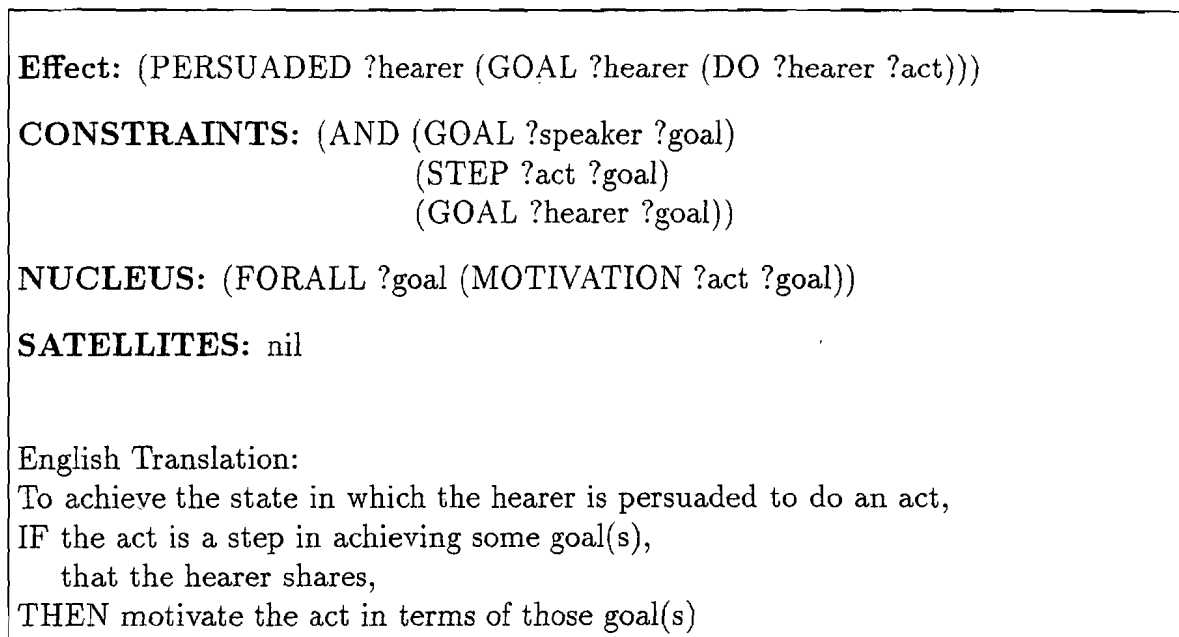 Effect: (PERSUADED ?hearer (GOAL ?hearer (DO ?hearer ?act)))
CONSTRAINTS: (AND (GOAL ?speaker ?goal)
(STEP ?act ?goal)
(GOAL ?hearer ?goal))
NUCLEUS: (FORALL ?goal (MOTIVATION ?act ?goal))
SATELLITES: nil
English Translation:
To achieve the state in which the hearer is persuaded to do an act,
IF the act is a step in achieving some goal(s),
that the hearer shares,
THEN motivate the act in terms of those goal(s)